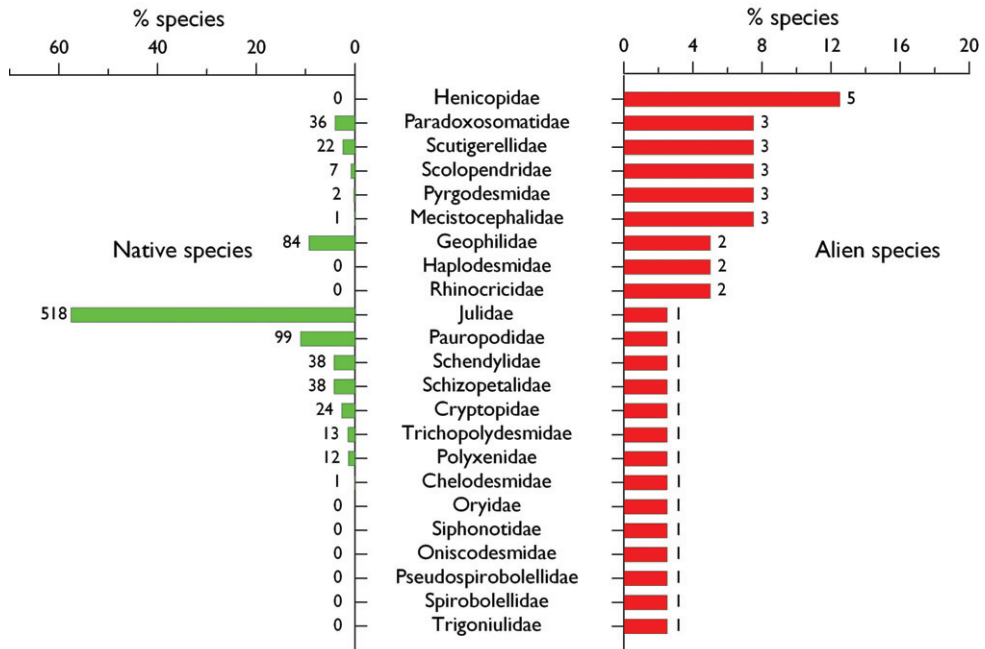 % species % species
60 40 20 0 0 4 8 12 16 20
0 Henicopidae 5
36 Paradoxosomatidae 3
22 Scutigerellidae 3
7 Scolopendridae 3
2 Pyrgodesmidae 3
1 Mecistocephalidae 3
Native species 84 Geophilidae 2 Alien species
0 Haplodesmidae 2
0 Rhinocricidae 2
518 Julidae 1
99 Pauropodidae 1
38 Schendylidae 1
38 Schizopetalidae 1
24 Cryptopidae 1
13 Trichopolydesmidae 1
12 Polyxenidae 1
1 Chelodesmidae 1
0 Oryidae 1
0 Siphonotidae 1
0 Oniscodesmidae 1
0 Pseudospirobolellidae 1
0 Spirobolellidae 1
0 Trigoniulidae 1